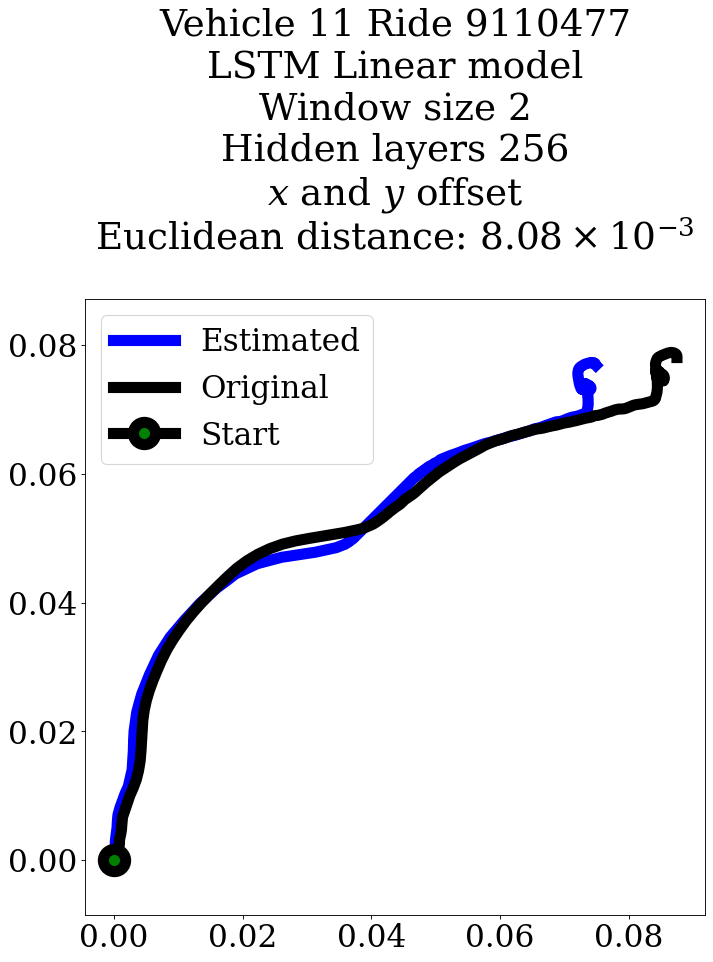 Vehicle 11 Ride 9110477
LSTM Linear model
Window size 2
Hidden layers 256
x and y offset
Euclidean distance: 8.08 × 10⁻³
Estimated
Original
Start
0.08
0.06
0.04
0.02
0.00
0.00 0.02 0.04 0.06 0.08